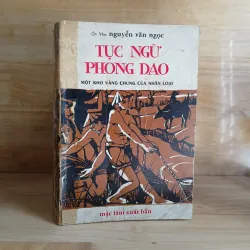 Ôn Như nguyễn văn ngọc
TỤC NGỮ
PHONG DAO
MỘT KHO VÀNG CHUNG CỦA NHÂN LOẠI
mặc lâm xuất bản